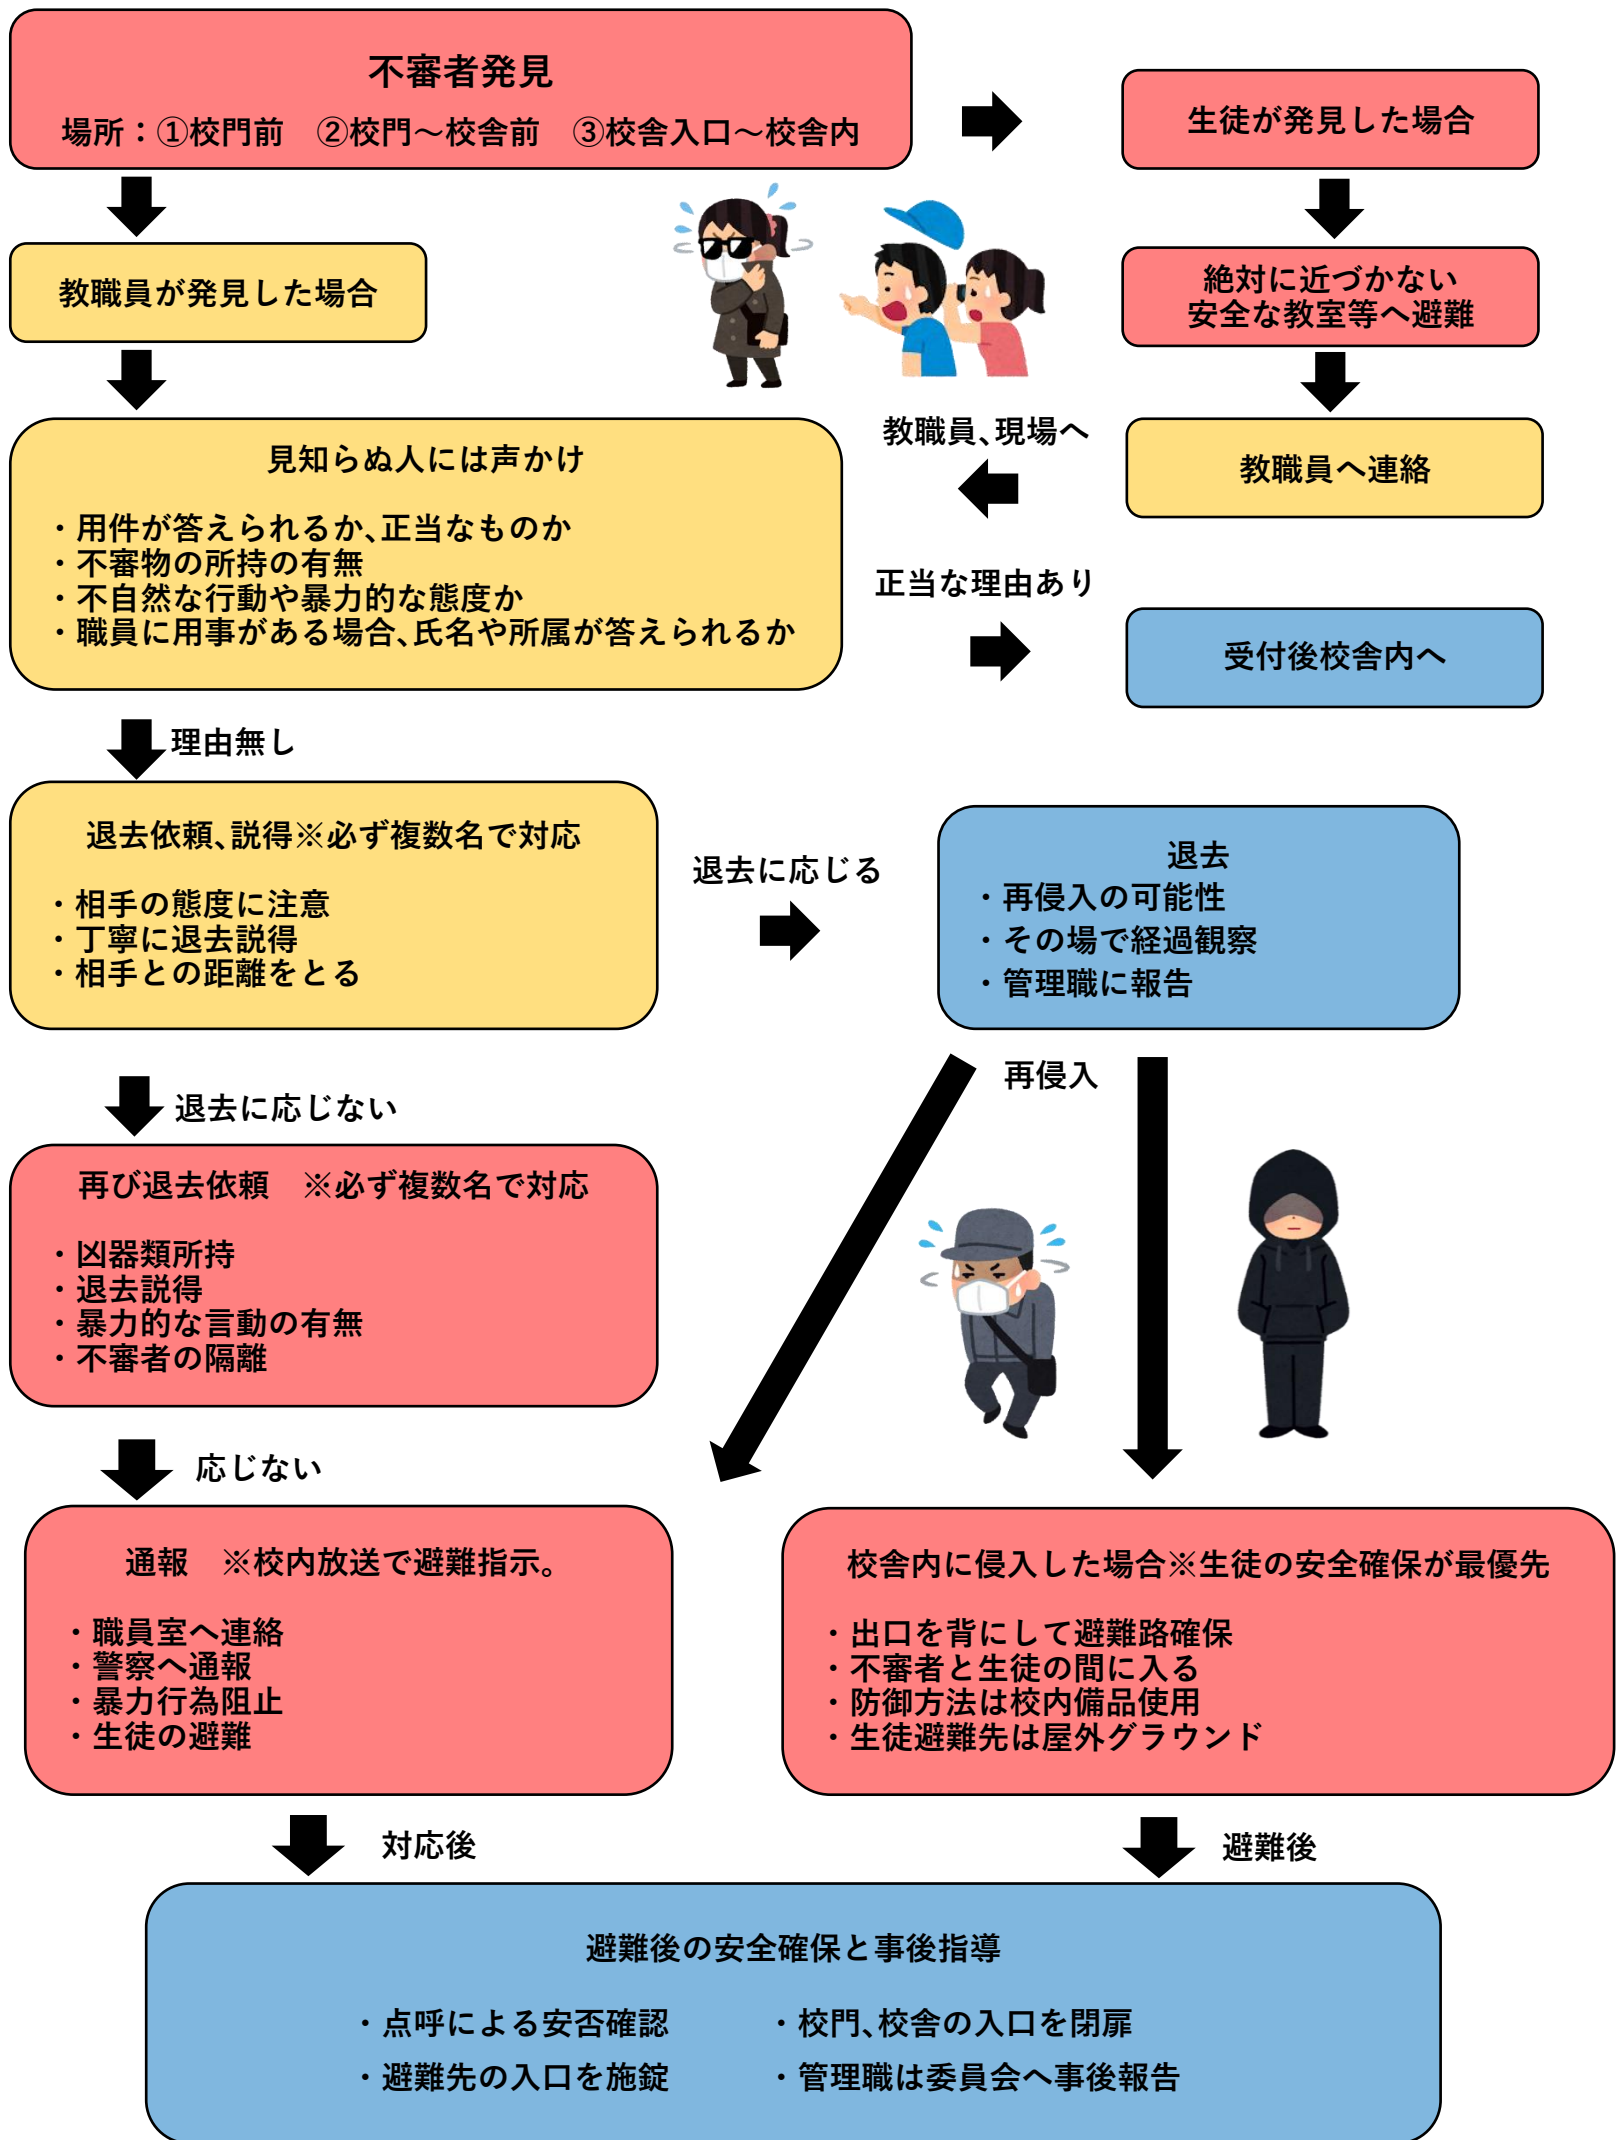 不審者発見
場所：①校門前　②校門～校舎前　③校舎入口～校舎内
生徒が発見した場合
教職員が発見した場合
絶対に近づかない
安全な教室等へ避難
教職員、現場へ
教職員へ連絡
見知らぬ人には声かけ
・用件が答えられるか、正当なものか
・不審物の所持の有無
・不自然な行動や暴力的な態度か
・職員に用事がある場合、氏名や所属が答えられるか
正当な理由あり
受付後校舎内へ
理由無し
退去依頼、説得※必ず複数名で対応
・相手の態度に注意
・丁寧に退去説得
・相手との距離をとる
退去に応じる
退去
・再侵入の可能性
・その場で経過観察
・管理職に報告
再侵入
退去に応じない
再び退去依頼　※必ず複数名で対応
・凶器類所持
・退去説得
・暴力的な言動の有無
・不審者の隔離
応じない
通報　※校内放送で避難指示。
・職員室へ連絡
・警察へ通報
・暴力行為阻止
・生徒の避難
校舎内に侵入した場合※生徒の安全確保が最優先
・出口を背にして避難路確保
・不審者と生徒の間に入る
・防御方法は校内備品使用
・生徒避難先は屋外グラウンド
対応後
避難後
避難後の安全確保と事後指導
・点呼による安否確認
・避難先の入口を施錠
・校門、校舎の入口を閉扉
・管理職は委員会へ事後報告